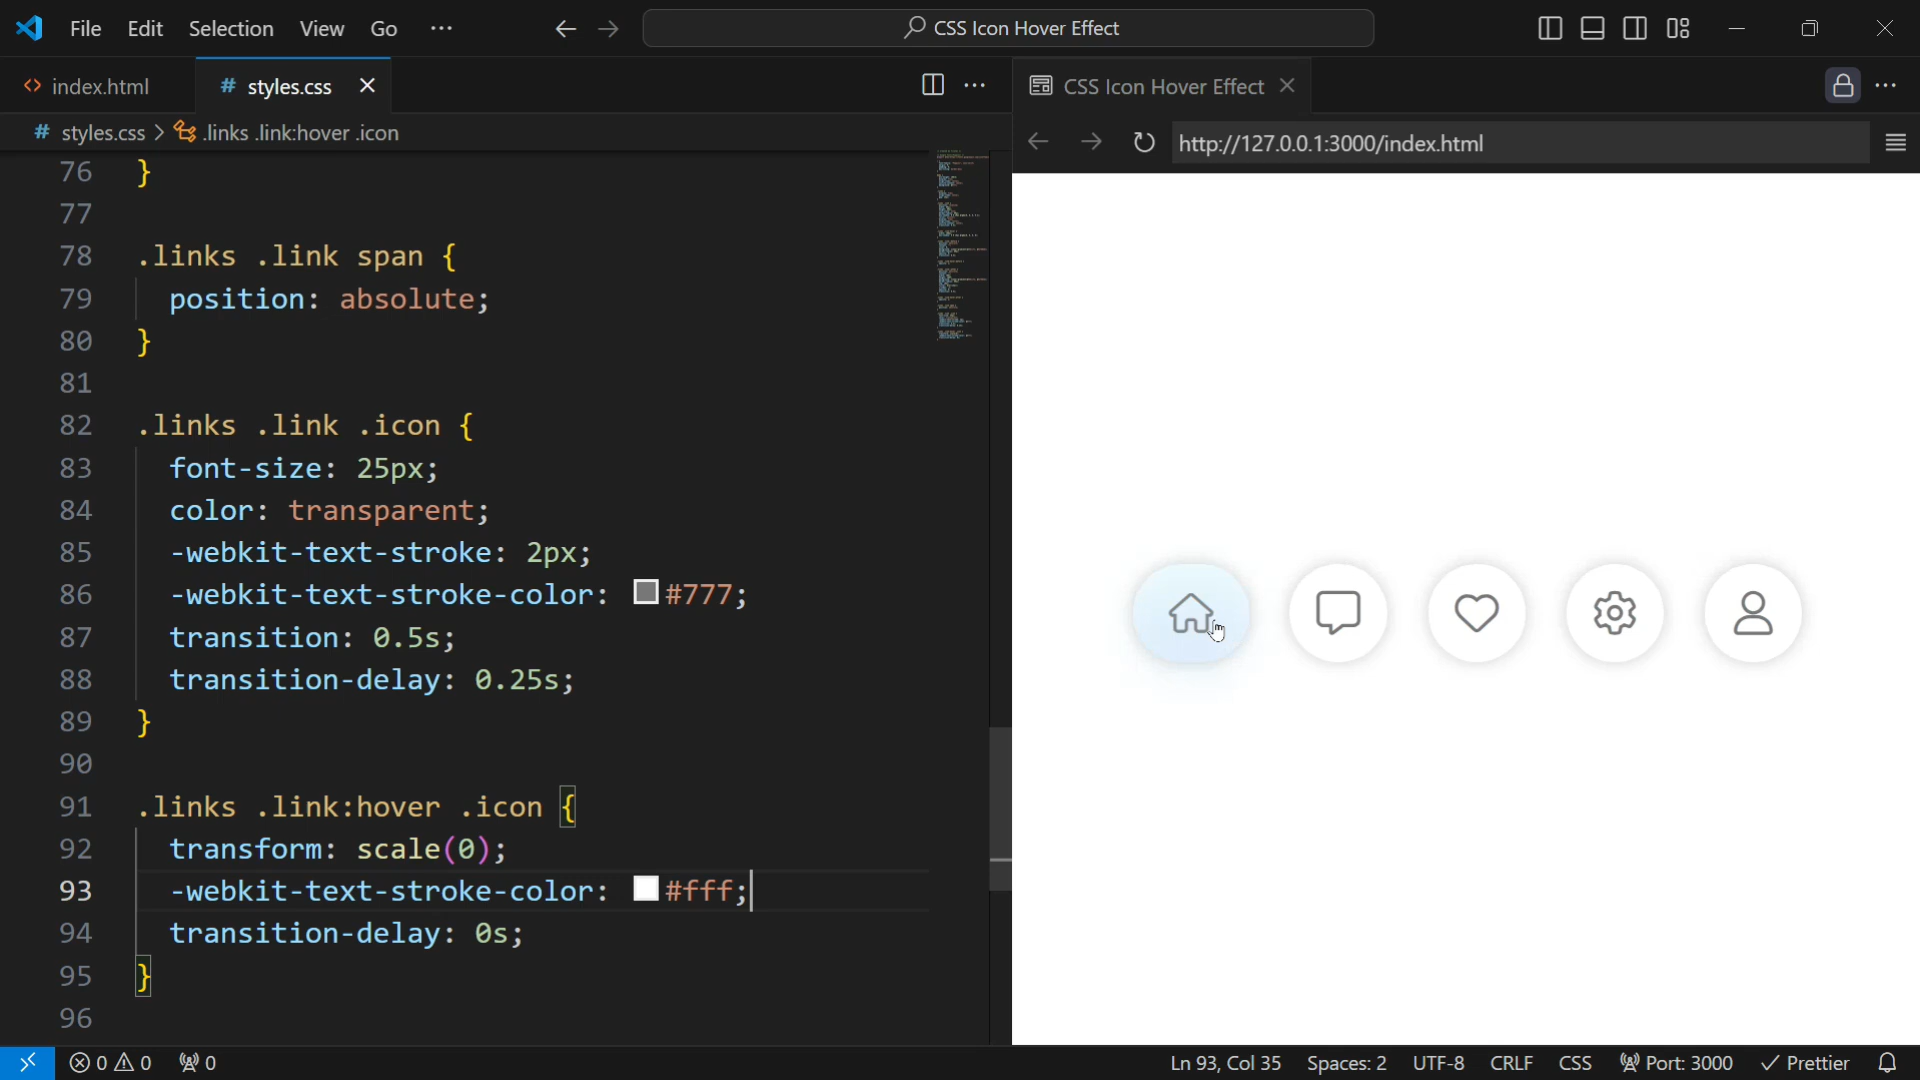 File Edit Selection View Go ···
CSS Icon Hover Effect
index.html
# styles.css
CSS Icon Hover Effect
# styles.css > .links .link:hover .icon
http://127.0.0.1:3000/index.html
76 }
77
78 .links .link span {
79 position: absolute;
80 }
81
82 .links .link .icon {
83 font-size: 25px;
84 color: transparent;
85 -webkit-text-stroke: 2px;
86 -webkit-text-stroke-color: #777;
87 transition: 0.5s;
88 transition-delay: 0.25s;
89 }
90
91 .links .link:hover .icon {
92 transform: scale(0);
93 -webkit-text-stroke-color: #fff;
94 transition-delay: 0s;
95 }
96
0 0 0
Ln 93, Col 35 Spaces: 2 UTF-8 CRLF CSS Port: 3000 Prettier